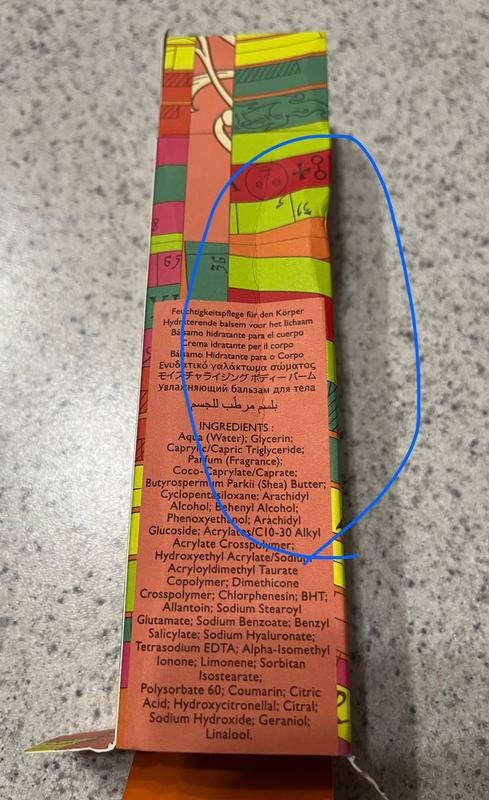 65
36
39
Feuchtigkeitspflege für den Körper
Hydraterende balsem voor het lichaam
Bálsamo hidratante para el cuerpo
Crema idratante per il corpo
Bálsamo Hidratante para o Corpo
Ενυδατικό γαλάκτωμα σώματος
モイスチャライジング ボディー バーム
Увлажняющий бальзам для тела
بلسم مرطّب للجسم
INGREDIENTS :
Aqua (Water); Glycerin;
Caprylic/Capric Triglyceride;
Parfum (Fragrance);
Coco-Caprylate/Caprate;
Butyrospermum Parkii (Shea) Butter;
Cyclopentasiloxane; Arachidyl
Alcohol; Behenyl Alcohol;
Phenoxyethanol; Arachidyl
Glucoside; Acrylates/C10-30 Alkyl
Acrylate Crosspolymer;
Hydroxyethyl Acrylate/Sodium
Acryloyldimethyl Taurate
Copolymer; Dimethicone
Crosspolymer; Chlorphenesin; BHT;
Allantoin; Sodium Stearoyl
Glutamate; Sodium Benzoate; Benzyl
Salicylate; Sodium Hyaluronate;
Tetrasodium EDTA; Alpha-Isomethyl
Ionone; Limonene; Sorbitan
Isostearate;
Polysorbate 60; Coumarin; Citric
Acid; Hydroxycitronellal; Citral;
Sodium Hydroxide; Geraniol;
Linalool.